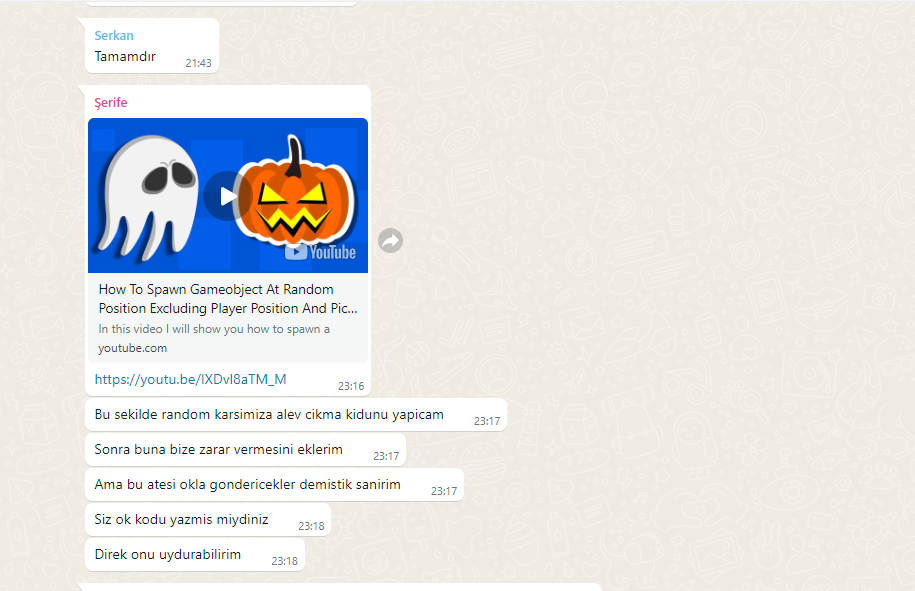 Serkan
Tamamdır
21:43
Şerife
YouTube
How To Spawn Gameobject At Random
Position Excluding Player Position And Pic...
In this video I will show you how to spawn a
youtube.com
https://youtu.be/lXDvl8aTM_M
23:16
Bu sekilde random karsimiza alev cikma kidunu yapicam
23:17
Sonra buna bize zarar vermesini eklerim
23:17
Ama bu atesi okla gondericekler demistik sanirim
23:17
Siz ok kodu yazmis miydiniz
23:18
Direk onu uydurabilirim
23:18